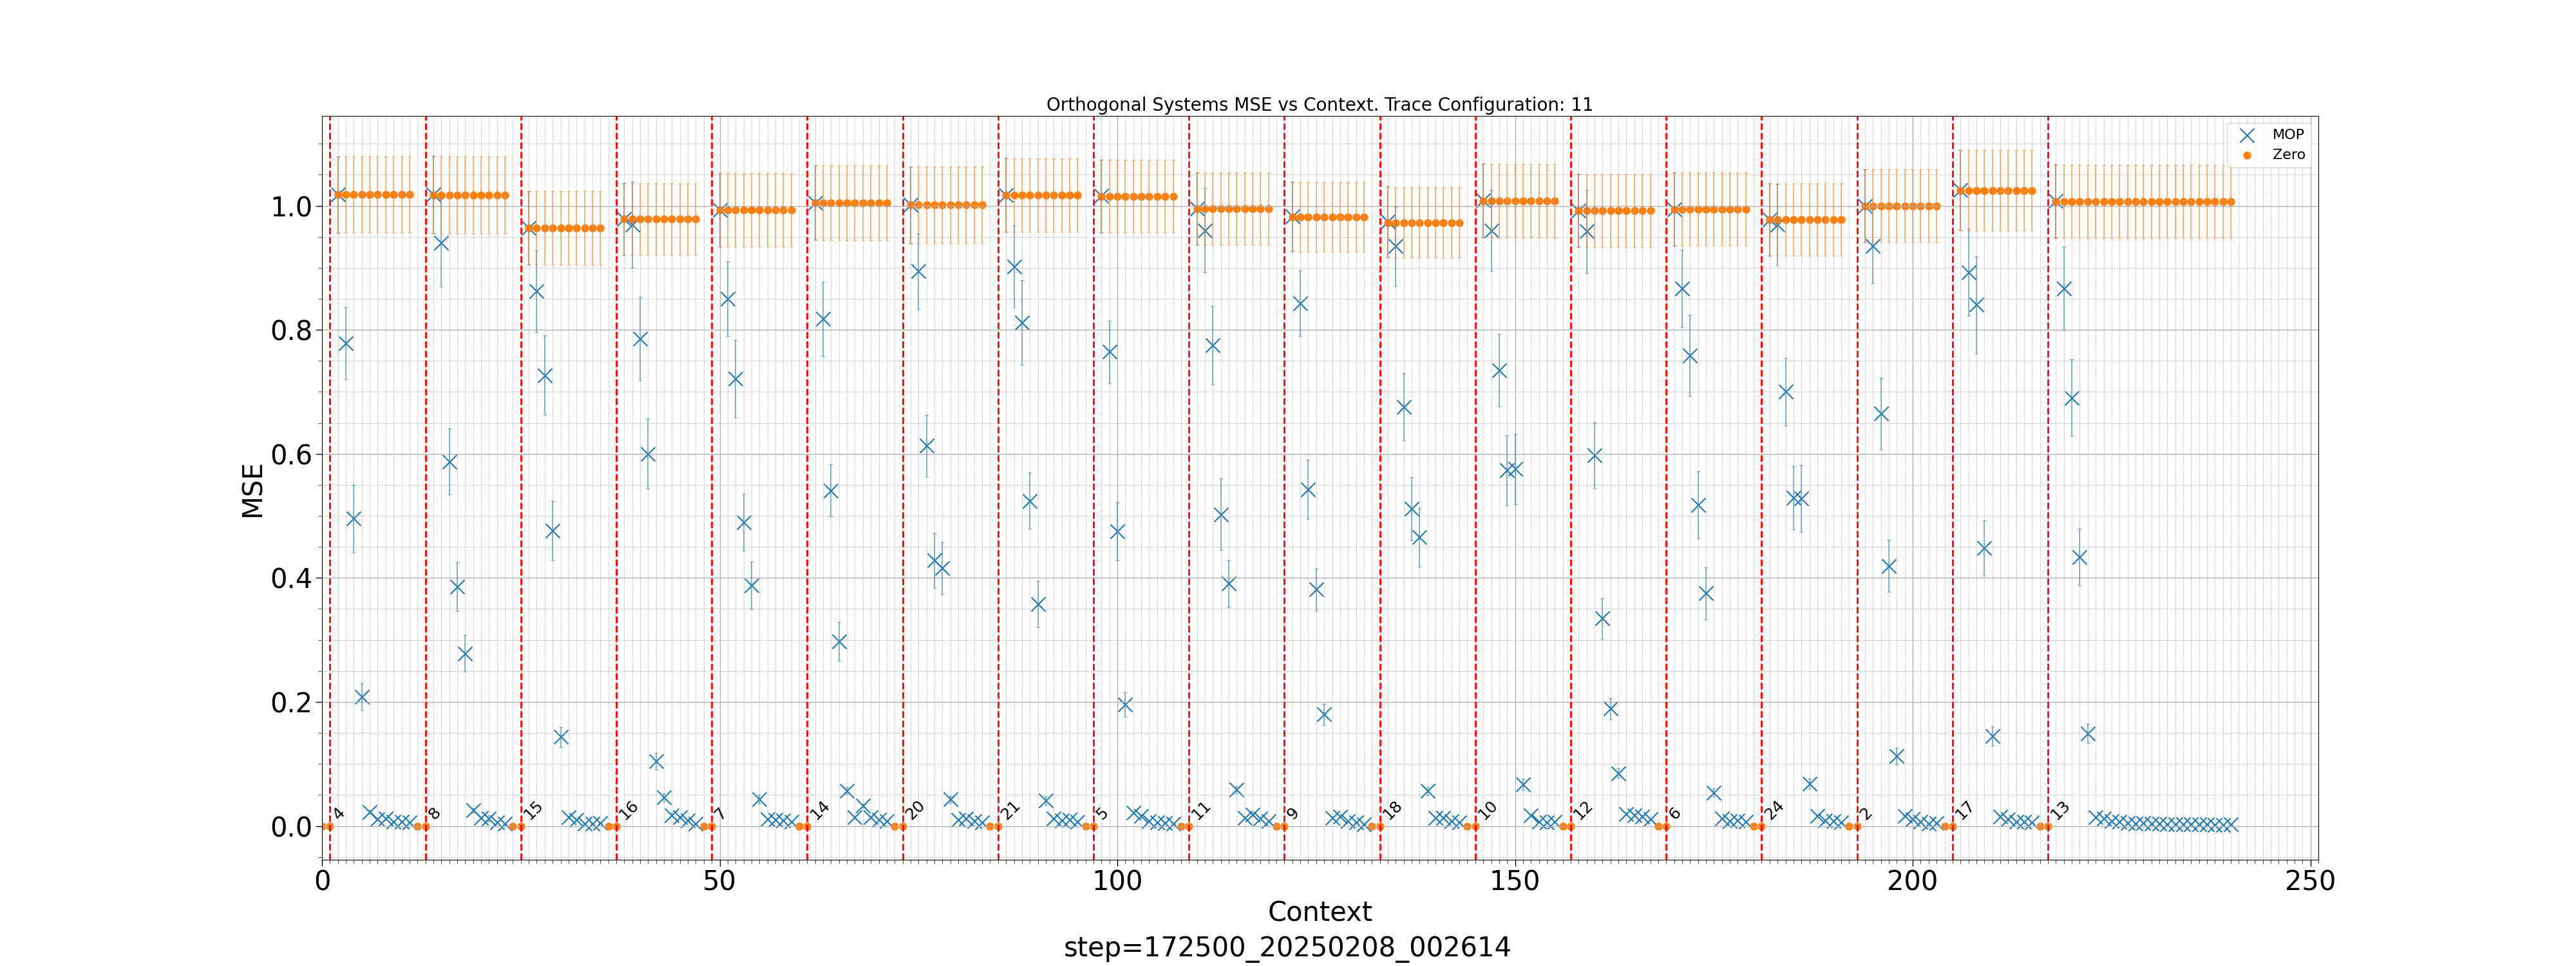 Orthogonal Systems MSE vs Context. Trace Configuration: 11
MOP
Zero
MSE
1.0
0.8
0.6
0.4
0.2
0.0
4 8 15 16 7 14 20 21 5 11 9 18 10 12 6 24 2 17 13
0 50 100 150 200 250
Context
step=172500_20250208_002614